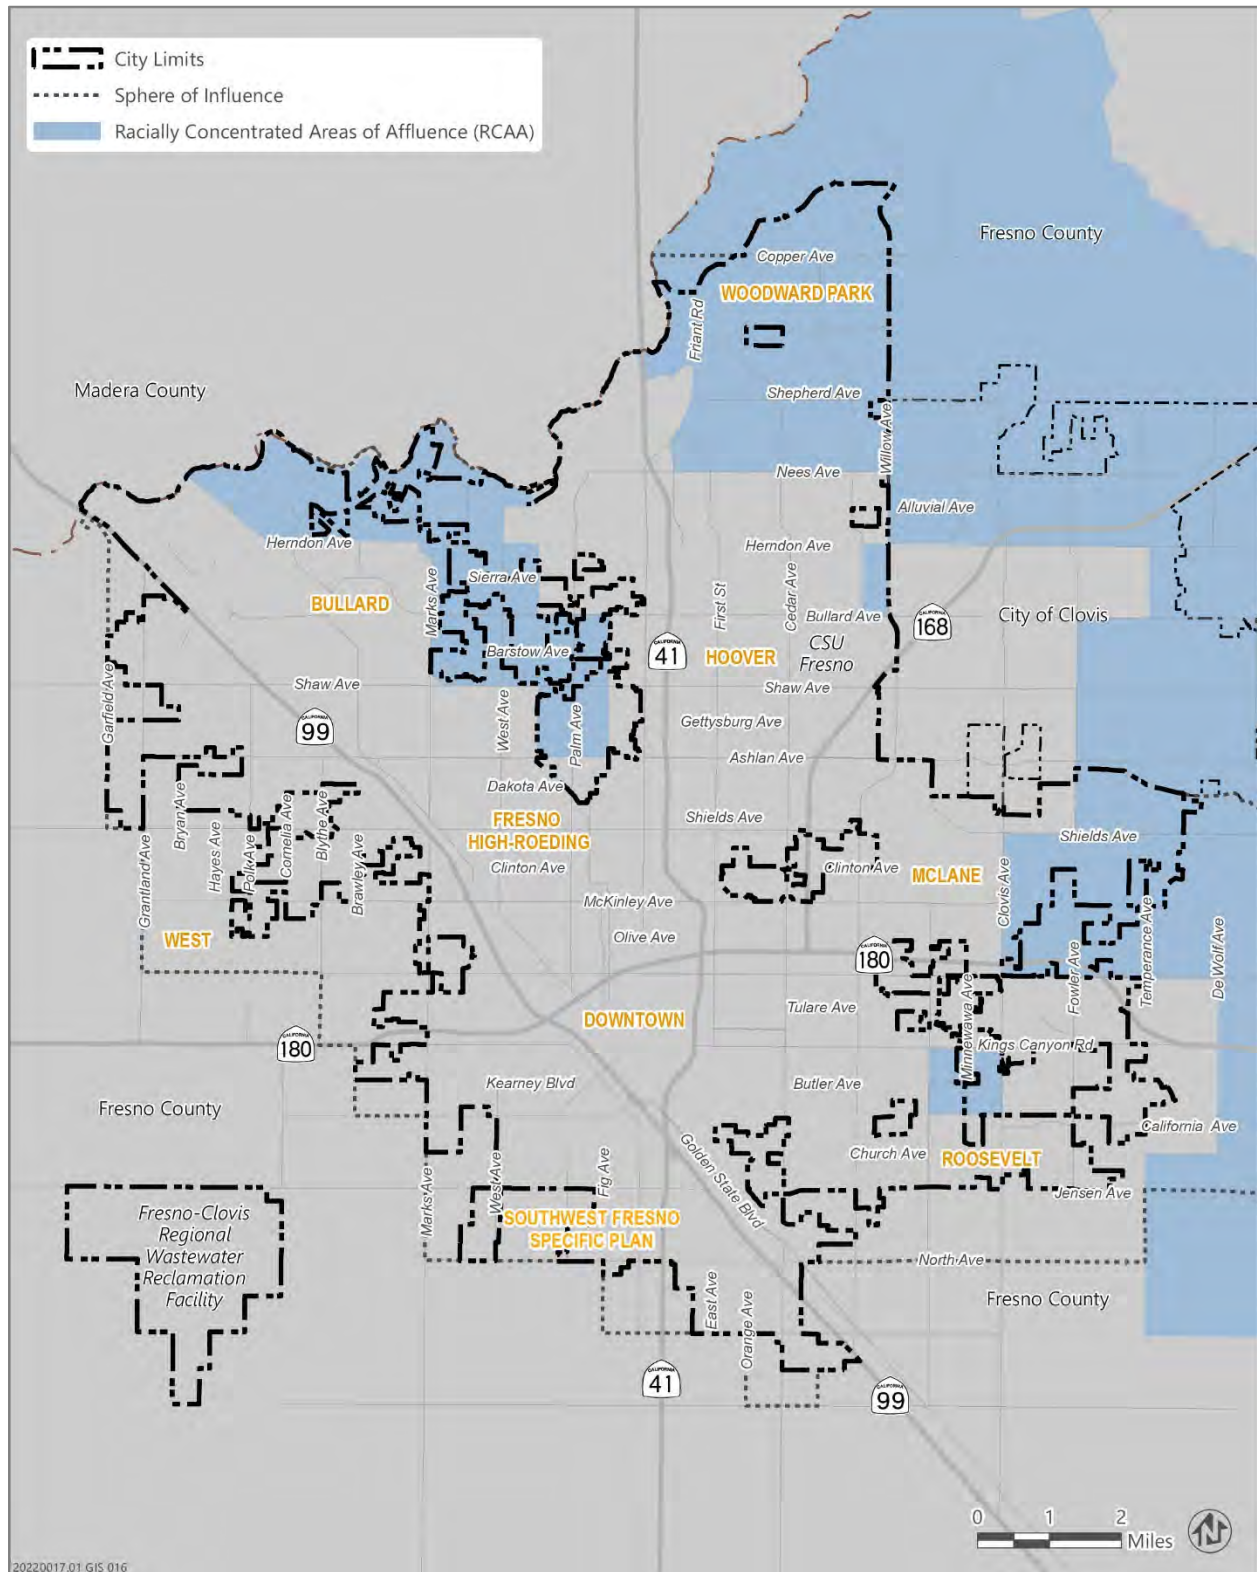 City Limits
Sphere of Influence
Racially Concentrated Areas of Affluence (RCAA)
Fresno County
Copper Ave
WOODWARD PARK
Friant Rd
Madera County
Shepherd Ave
Willow Ave
Nees Ave
Alluvial Ave
Herndon Ave
Herndon Ave
Sierra Ave
BULLARD
Marks Ave
First St
Cedar Ave
Bullard Ave
CALIFORNIA
168
City of Clovis
CALIFORNIA
41
HOOVER
CSU
Fresno
Barstow Ave
Garfield Ave
Shaw Ave
Shaw Ave
CALIFORNIA
99
West Ave
Palm Ave
Gettysburg Ave
Ashlan Ave
Dakota Ave
Bryan Ave
Hayes Ave
Polk Ave
Cornelia Ave
Blythe Ave
Brawley Ave
Grantland Ave
FRESNO
HIGH-ROEDING
Shields Ave
Shields Ave
Clinton Ave
Clinton Ave
MCLANE
Clovis Ave
McKinley Ave
WEST
Olive Ave
CALIFORNIA
180
Fowler Ave
Temperance Ave
DeWolf Ave
DOWNTOWN
Tulare Ave
Minnewawa Ave
Kings Canyon Rd
CALIFORNIA
180
Kearney Blvd
Butler Ave
Fresno County
California Ave
Golden State Blvd
Church Ave
ROOSEVELT
Marks Ave
West Ave
Fig Ave
Jensen Ave
Fresno-Clovis
Regional
Wastewater
Reclamation
Facility
SOUTHWEST FRESNO
SPECIFIC PLAN
North Ave
East Ave
Orange Ave
Fresno County
CALIFORNIA
41
CALIFORNIA
99
0 1 2
Miles
N
20220017.01 GIS 016